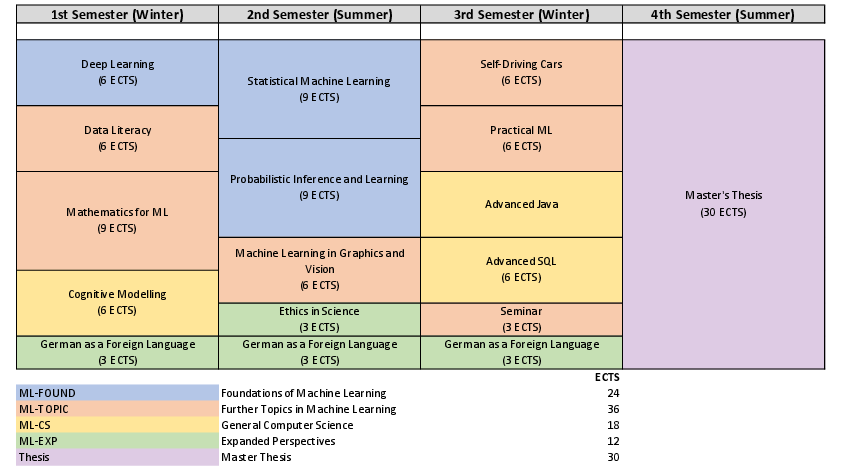 1st Semester (Winter)
2nd Semester (Summer)
3rd Semester (Winter)
4th Semester (Summer)
Deep Learning
(6 ECTS)
Data Literacy
(6 ECTS)
Mathematics for ML
(9 ECTS)
Cognitive Modelling
(6 ECTS)
German as a Foreign Language
(3 ECTS)
Statistical Machine Learning
(9 ECTS)
Probabilistic Inference and Learning
(9 ECTS)
Machine Learning in Graphics and
Vision
(6 ECTS)
Ethics in Science
(3 ECTS)
German as a Foreign Language
(3 ECTS)
Self-Driving Cars
(6 ECTS)
Practical ML
(6 ECTS)
Advanced Java
Advanced SQL
(6 ECTS)
Seminar
(3 ECTS)
German as a Foreign Language
(3 ECTS)
Master's Thesis
(30 ECTS)
ECTS
ML-FOUND Foundations of Machine Learning 24
ML-TOPIC Further Topics in Machine Learning 36
ML-CS General Computer Science 18
ML-EXP Expanded Perspectives 12
Thesis Master Thesis 30